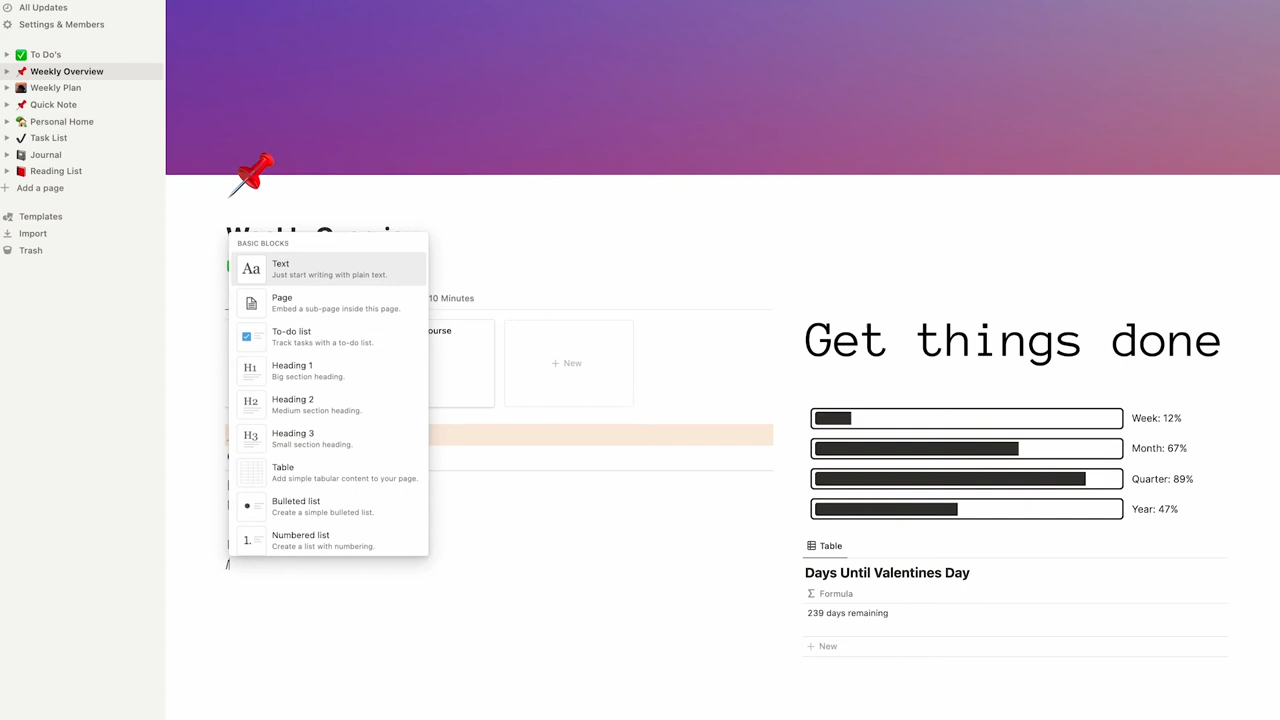 All Updates
Settings & Members
To Do's
Weekly Overview
Weekly Plan
Quick Note
Personal Home
Task List
Journal
Reading List
Add a page
Templates
Import
Trash
BASIC BLOCKS
Aa Text
Just start writing with plain text.
Page
Embed a sub-page inside this page.
To-do list
Track tasks with a to-do list.
H1 Heading 1
Big section heading.
H2 Heading 2
Medium section heading.
H3 Heading 3
Small section heading.
Table
Add simple tabular content to your page.
Bulleted list
Create a simple bulleted list.
1. Numbered list
Create a list with numbering.
/
10 Minutes
ourse
+ New
Get things done
Week: 12%
Month: 67%
Quarter: 89%
Year: 47%
Table
Days Until Valentines Day
Σ Formula
239 days remaining
+ New